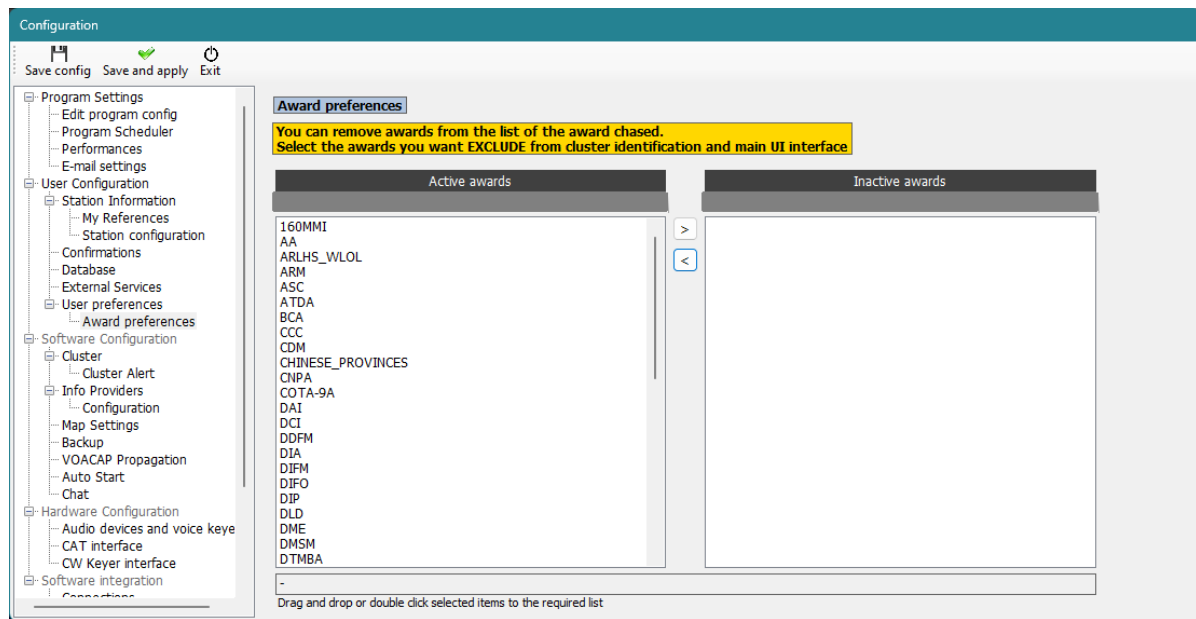 Configuration
Save config Save and apply Exit
Program Settings
Edit program config
Program Scheduler
Performances
E-mail settings
User Configuration
Station Information
My References
Station configuration
Confirmations
Database
External Services
User preferences
Award preferences
Software Configuration
Cluster
Cluster Alert
Info Providers
Configuration
Map Settings
Backup
VOACAP Propagation
Auto Start
Chat
Hardware Configuration
Audio devices and voice keye
CAT interface
CW Keyer interface
Software integration
Connections
Award preferences
You can remove awards from the list of the award chased.
Select the awards you want EXCLUDE from cluster identification and main UI interface
Active awards
160MMI
AA
ARLHS_WLOL
ARM
ASC
ATDA
BCA
CCC
CDM
CHINESE_PROVINCES
CNPA
COTA-9A
DAI
DCI
DDFM
DIA
DIFM
DIFO
DIP
DLD
DME
DMSM
DTMBA
>
<
Inactive awards
-
Drag and drop or double click selected items to the required list